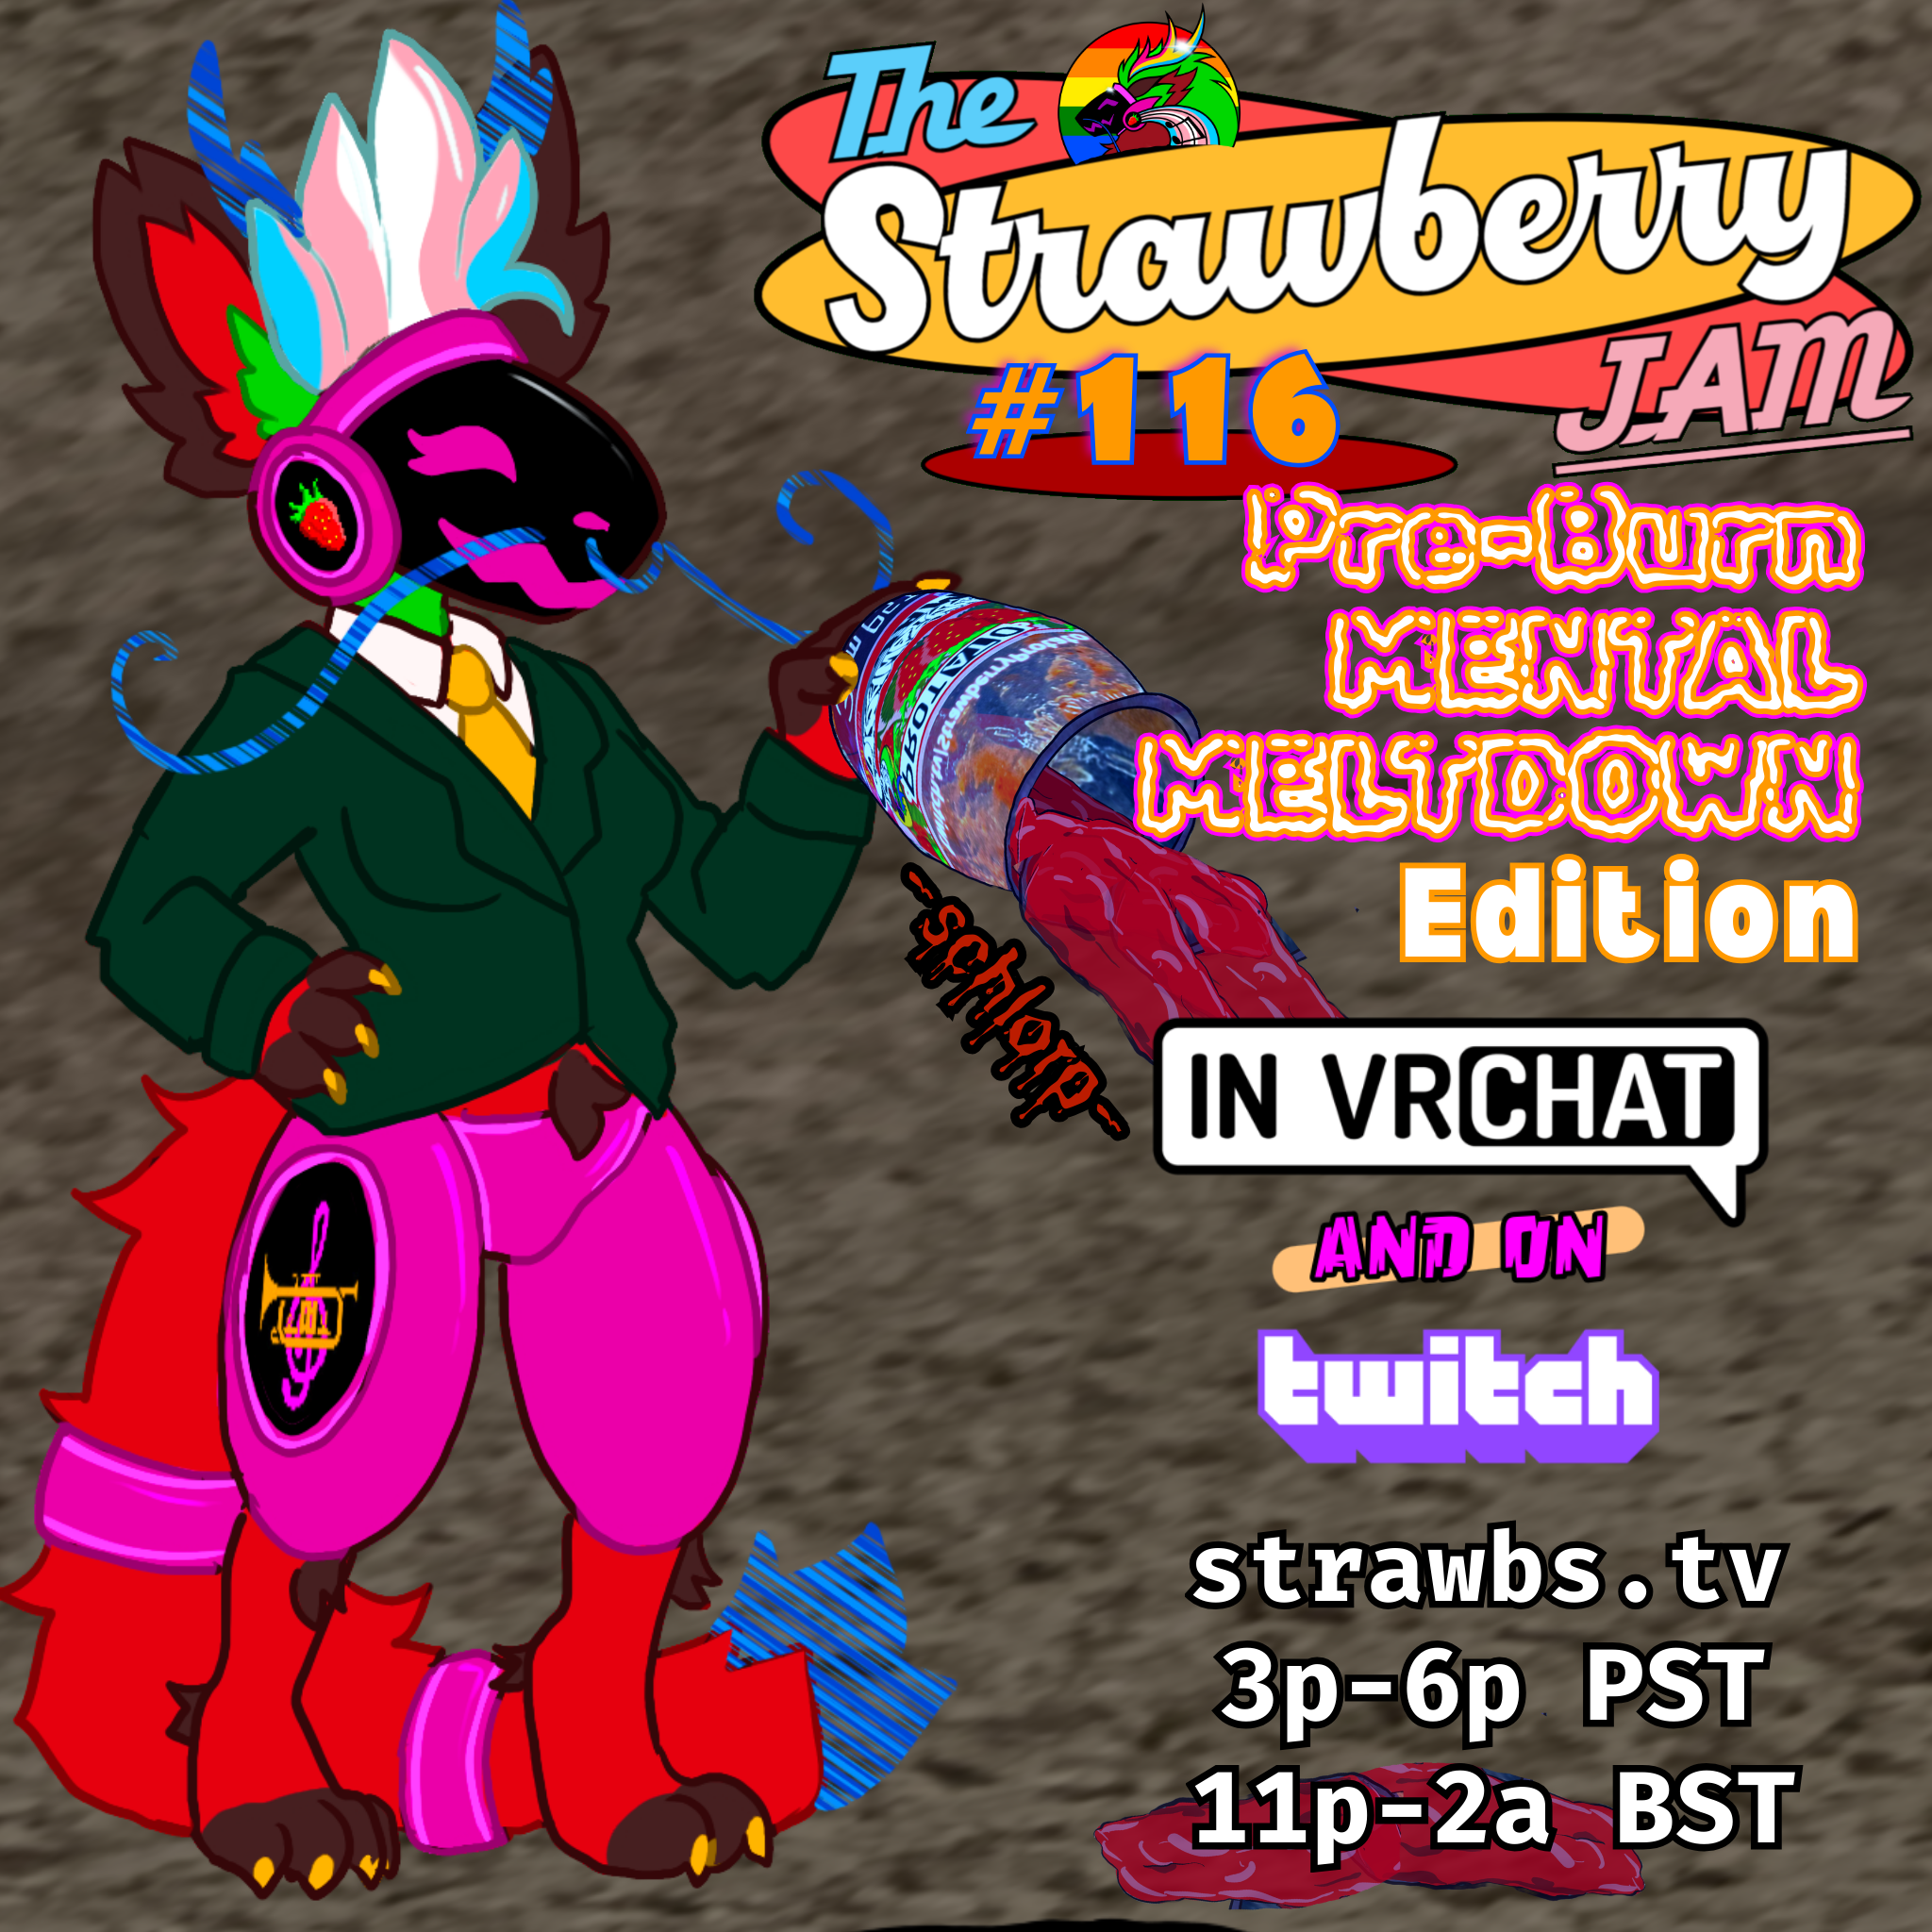 The
Strawberry
JAM
#116
Pre-Burn
MENTAL
MELTDOWN
Edition
-schlorp-
IN VRCHAT
AND ON
twitch
strawbs.tv
3p-6p PST
11p-2a BST